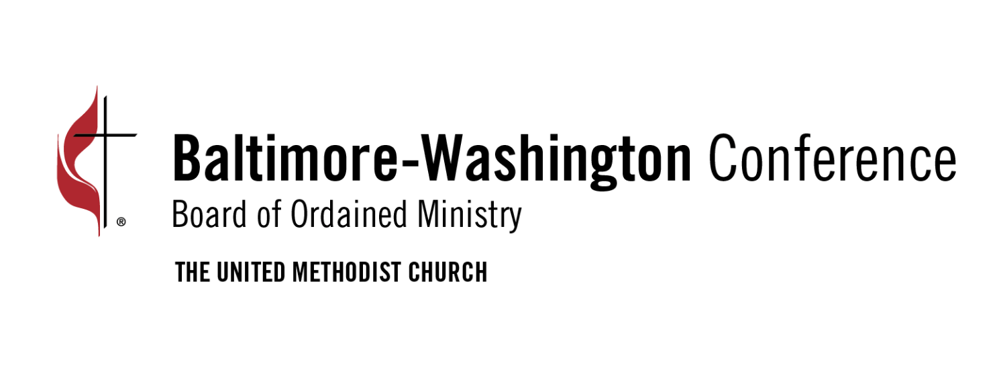 Baltimore-Washington Conference
Board of Ordained Ministry
®
THE UNITED METHODIST CHURCH